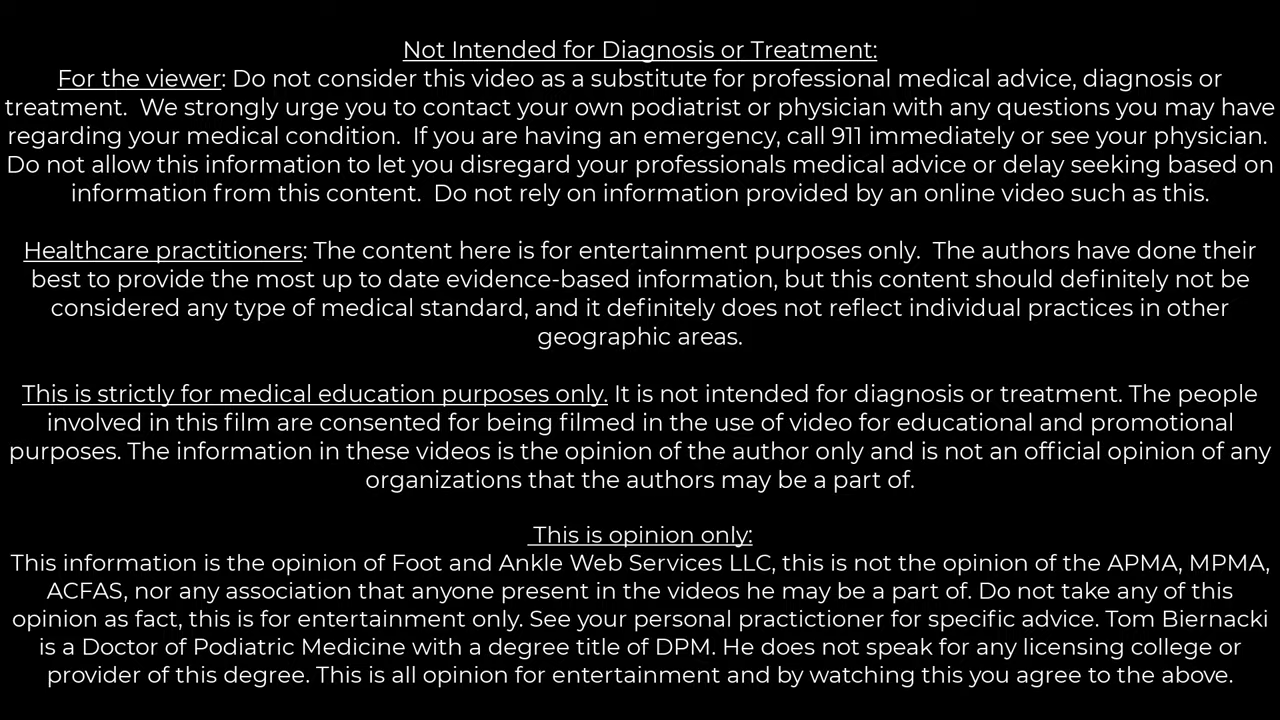 Not Intended for Diagnosis or Treatment:
For the viewer: Do not consider this video as a substitute for professional medical advice, diagnosis or
treatment.  We strongly urge you to contact your own podiatrist or physician with any questions you may have
regarding your medical condition.  If you are having an emergency, call 911 immediately or see your physician.
Do not allow this information to let you disregard your professionals medical advice or delay seeking based on
information from this content.  Do not rely on information provided by an online video such as this.
Healthcare practitioners: The content here is for entertainment purposes only.  The authors have done their
best to provide the most up to date evidence-based information, but this content should definitely not be
considered any type of medical standard, and it definitely does not reflect individual practices in other
geographic areas.
This is strictly for medical education purposes only. It is not intended for diagnosis or treatment. The people
involved in this film are consented for being filmed in the use of video for educational and promotional
purposes. The information in these videos is the opinion of the author only and is not an official opinion of any
organizations that the authors may be a part of.
This is opinion only:
This information is the opinion of Foot and Ankle Web Services LLC, this is not the opinion of the APMA, MPMA,
ACFAS, nor any association that anyone present in the videos he may be a part of. Do not take any of this
opinion as fact, this is for entertainment only. See your personal practictioner for specific advice. Tom Biernacki
is a Doctor of Podiatric Medicine with a degree title of DPM. He does not speak for any licensing college or
provider of this degree. This is all opinion for entertainment and by watching this you agree to the above.